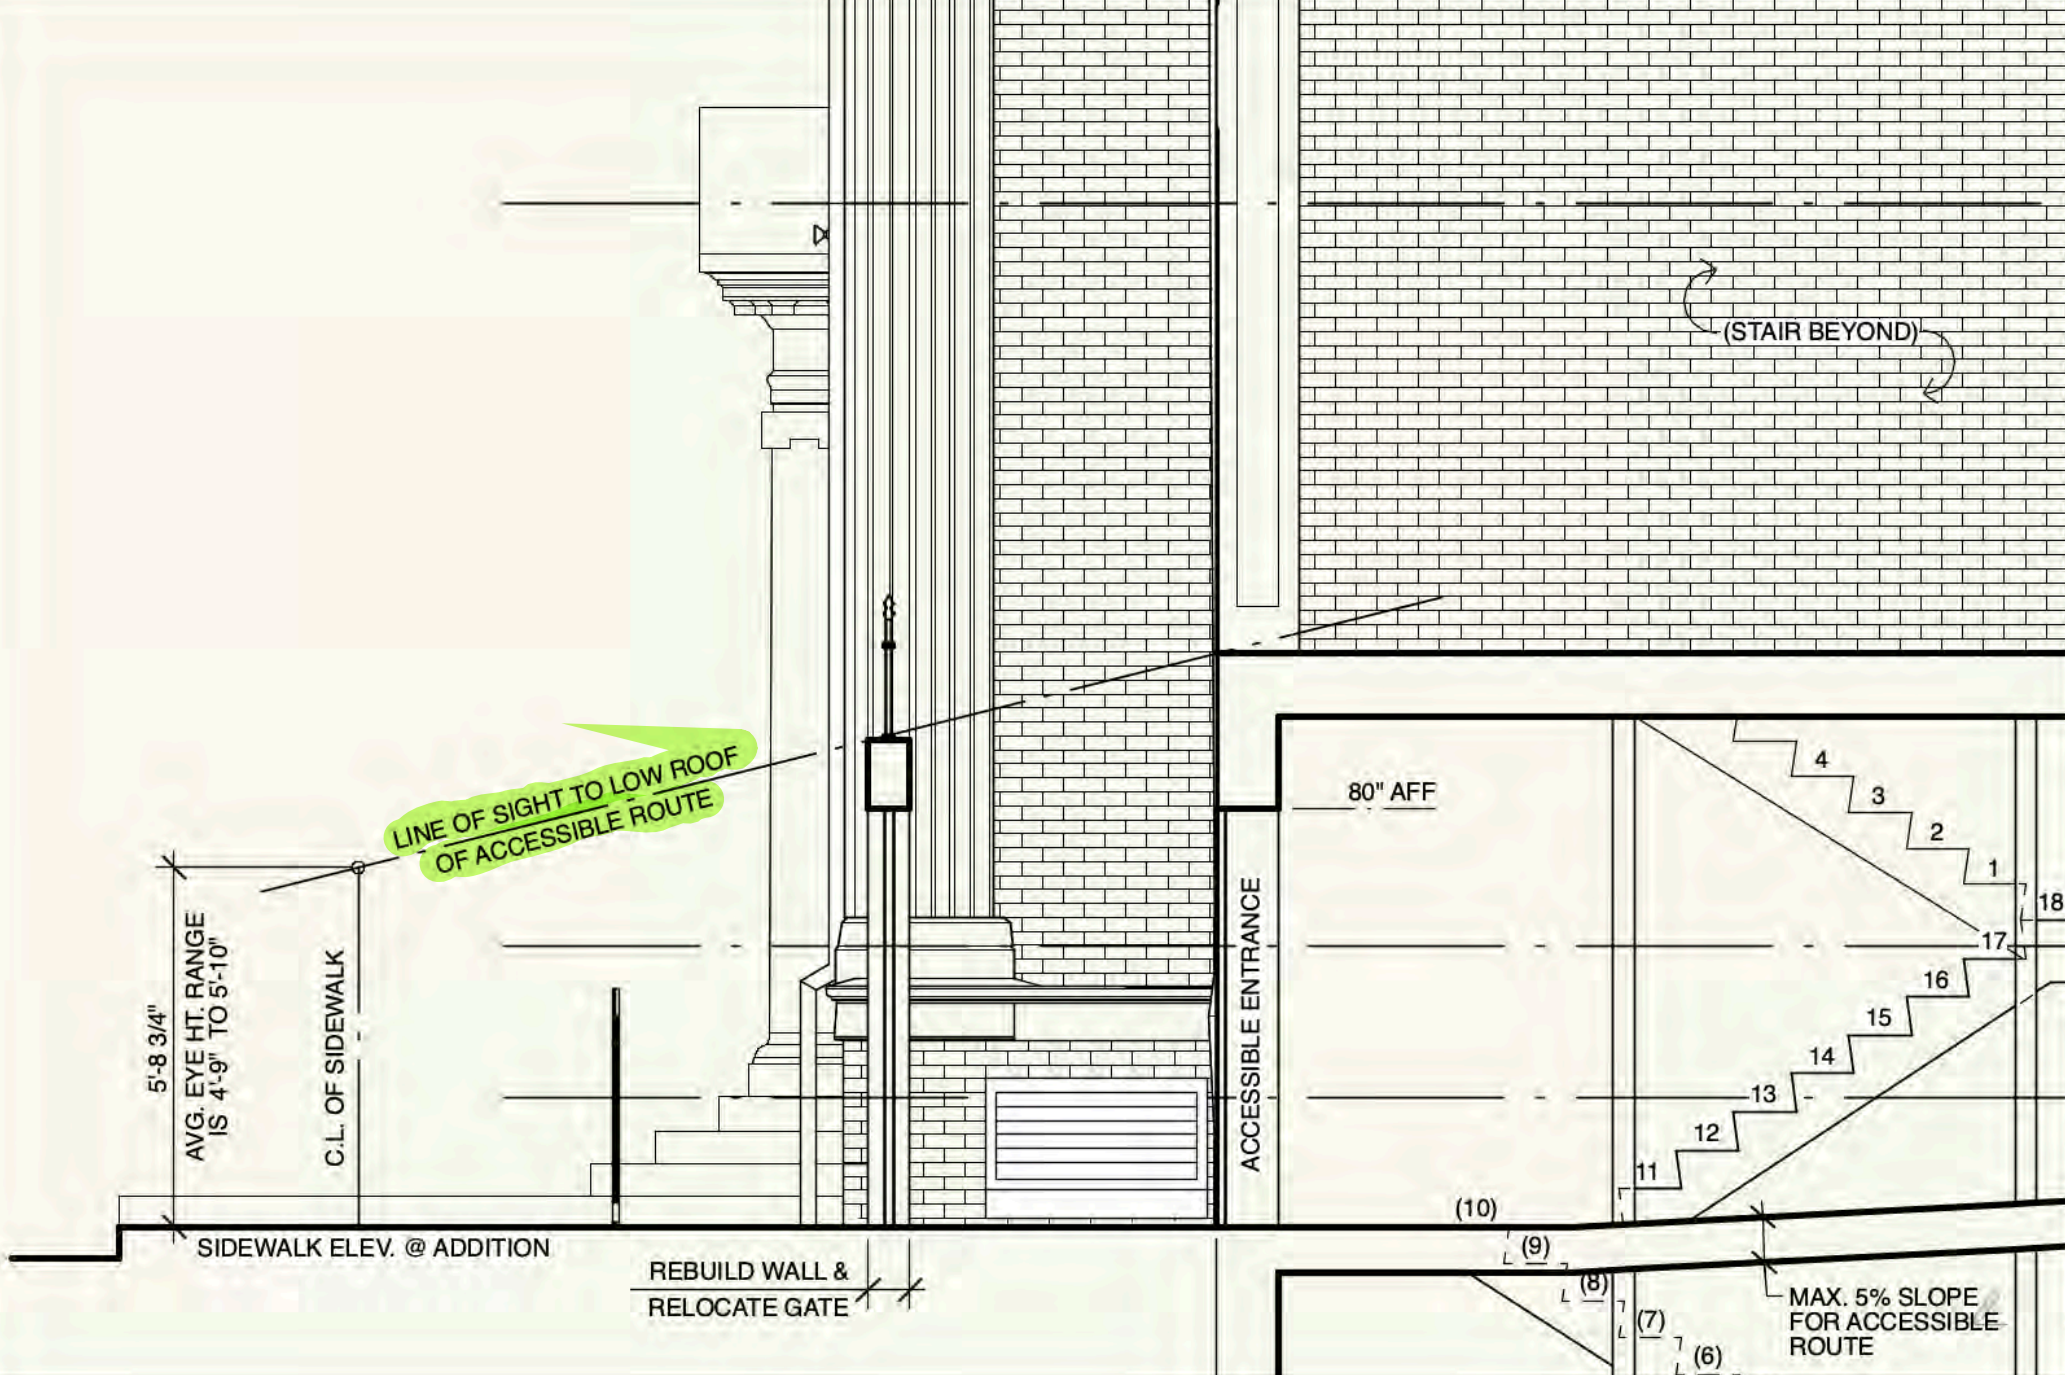 (STAIR BEYOND)
LINE OF SIGHT TO LOW ROOF
OF ACCESSIBLE ROUTE
80" AFF
4
3
2
1
18
17
16
15
14
13
12
11
(10)
(9)
(8)
(7)
(6)
5'-8 3/4"
AVG. EYE HT. RANGE
IS 4'-9" TO 5'-10"
C.L. OF SIDEWALK
ACCESSIBLE ENTRANCE
SIDEWALK ELEV. @ ADDITION
REBUILD WALL &
RELOCATE GATE
MAX. 5% SLOPE
FOR ACCESSIBLE
ROUTE